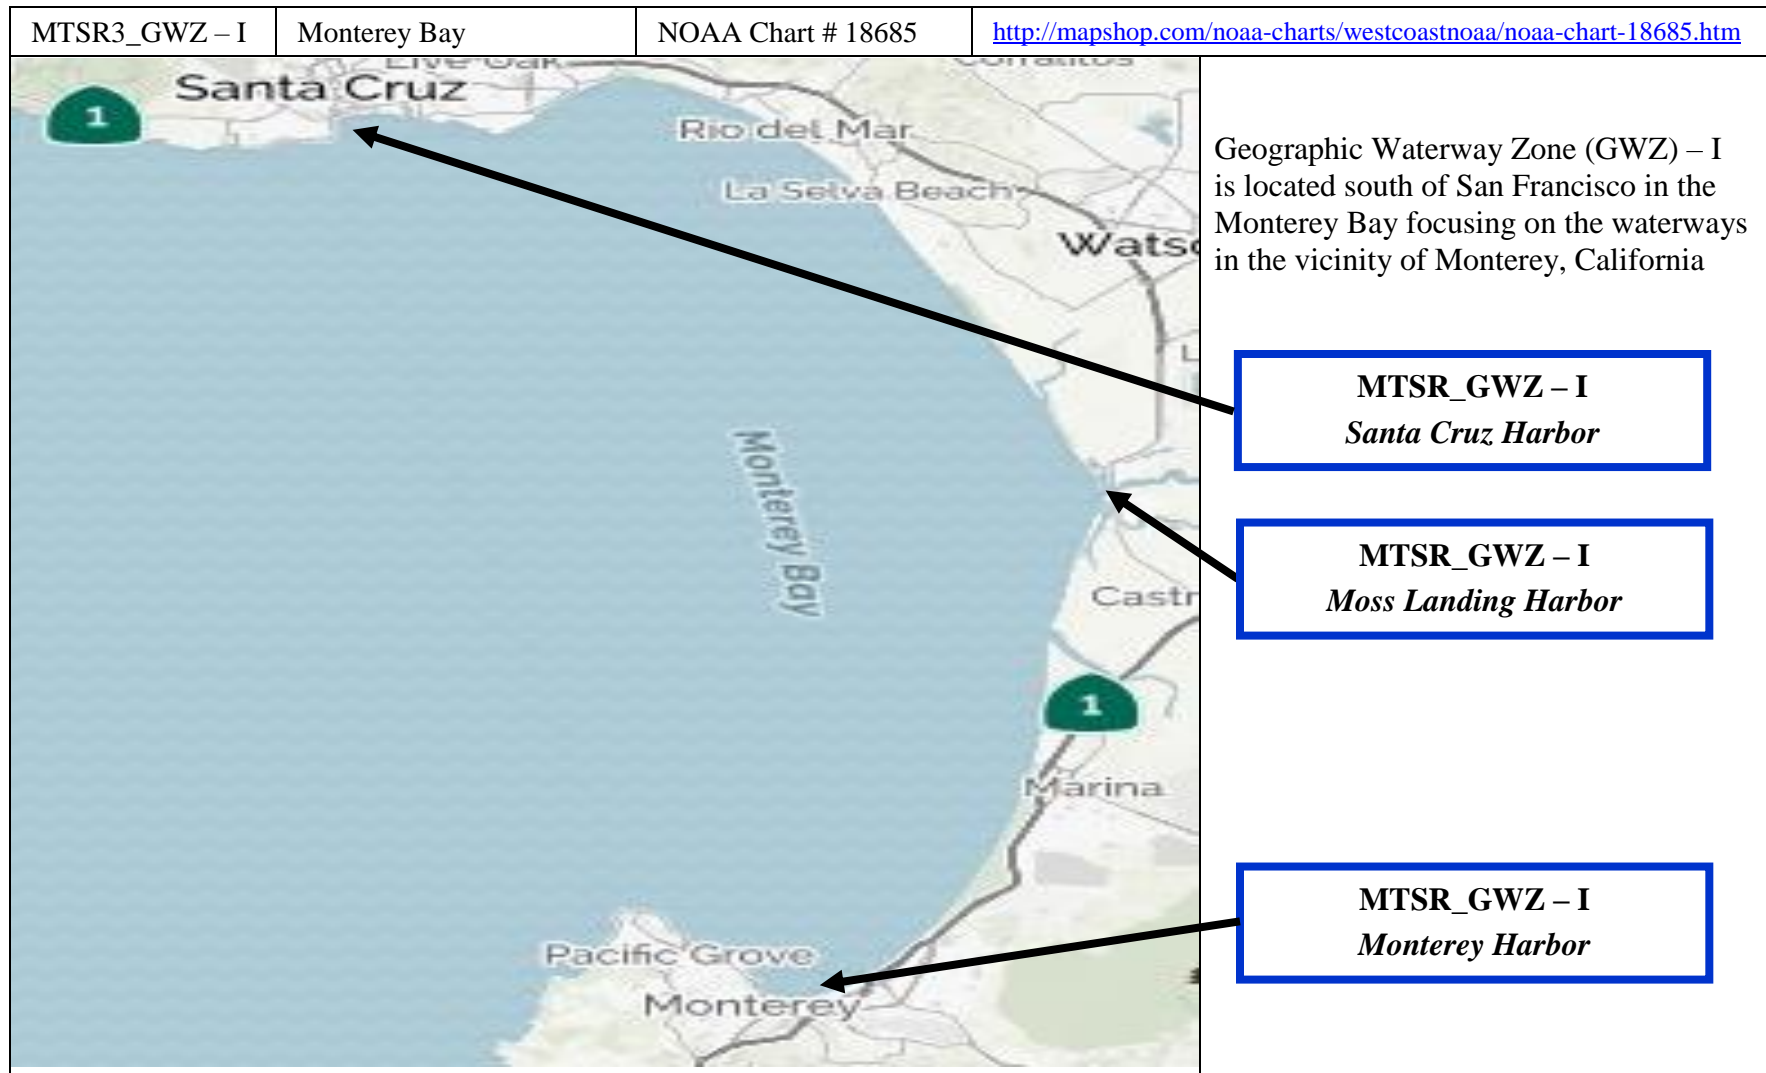 MTSR3_GWZ – I
Monterey Bay
NOAA Chart # 18685
http://mapshop.com/noaa-charts/westcoastnoaa/noaa-chart-18685.htm
Santa Cruz
1
Rio del Mar
La Selva Beach
Wats
Monterey Bay
Castr
1
Marina
Pacific Grove
Monterey
Geographic Waterway Zone (GWZ) – I
is located south of San Francisco in the
Monterey Bay focusing on the waterways
in the vicinity of Monterey, California
MTSR_GWZ – I
Santa Cruz Harbor
MTSR_GWZ – I
Moss Landing Harbor
MTSR_GWZ – I
Monterey Harbor